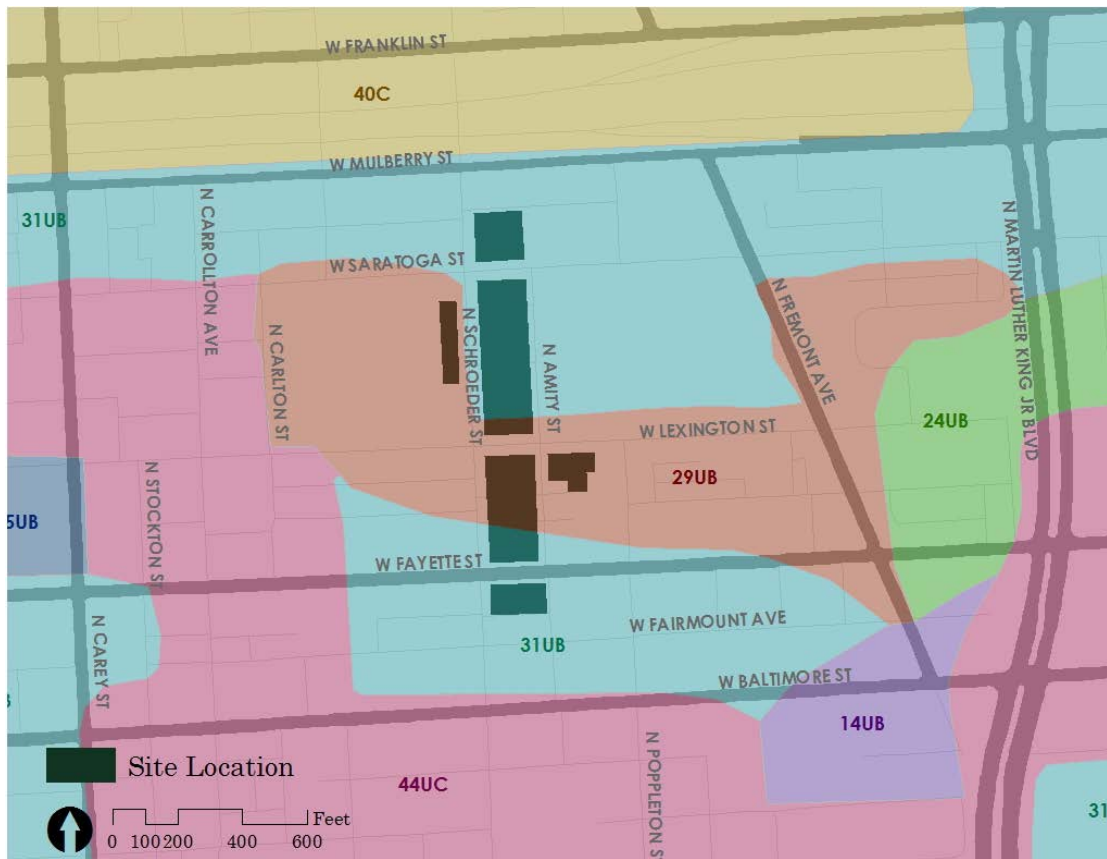 W FRANKLIN ST
40C
W MULBERRY ST
31UB
N CARROLLTON AVE
N MARTIN LUTHER KING JR BLVD
W SARATOGA ST
N FREMONT AVE
N SCHROEDER ST
N CARLTON ST
N AMITY ST
W LEXINGTON ST
24UB
29UB
N STOCKTON ST
5UB
W FAYETTE ST
N CAREY ST
W FAIRMOUNT AVE
31UB
W BALTIMORE ST
14UB
N POPPLETON S
Site Location
44UC
31
Feet
0 100 200 400 600